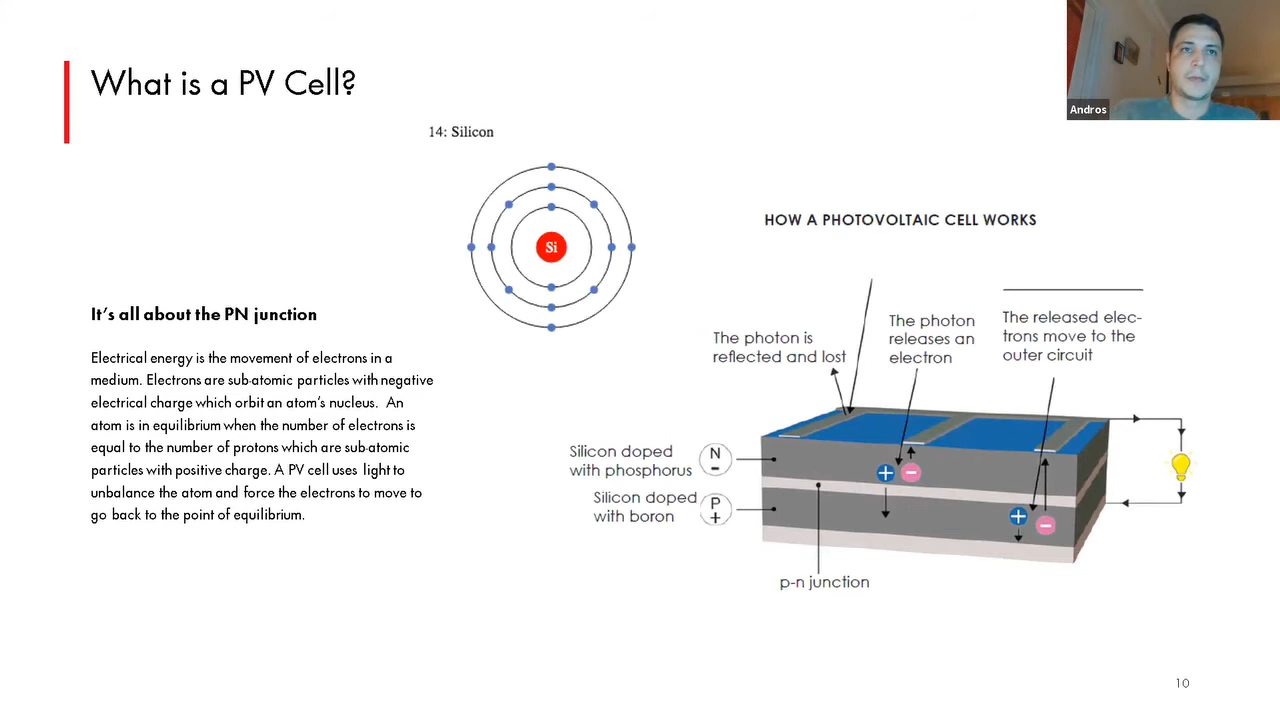 What is a PV Cell?
Andros
14: Silicon
Si
HOW A PHOTOVOLTAIC CELL WORKS
It's all about the PN junction
Electrical energy is the movement of electrons in a
medium. Electrons are sub-atomic particles with negative
electrical charge which orbit an atom's nucleus. An
atom is in equilibrium when the number of electrons is
equal to the number of protons which are sub-atomic
particles with positive charge. A PV cell uses light to
unbalance the atom and force the electrons to move to
go back to the point of equilibrium.
The photon is
reflected and lost
The photon
releases an
electron
The released elec-
trons move to the
outer circuit
Silicon doped
with phosphorus
N
-
Silicon doped
with boron
P
+
+
-
+
-
p-n junction
10